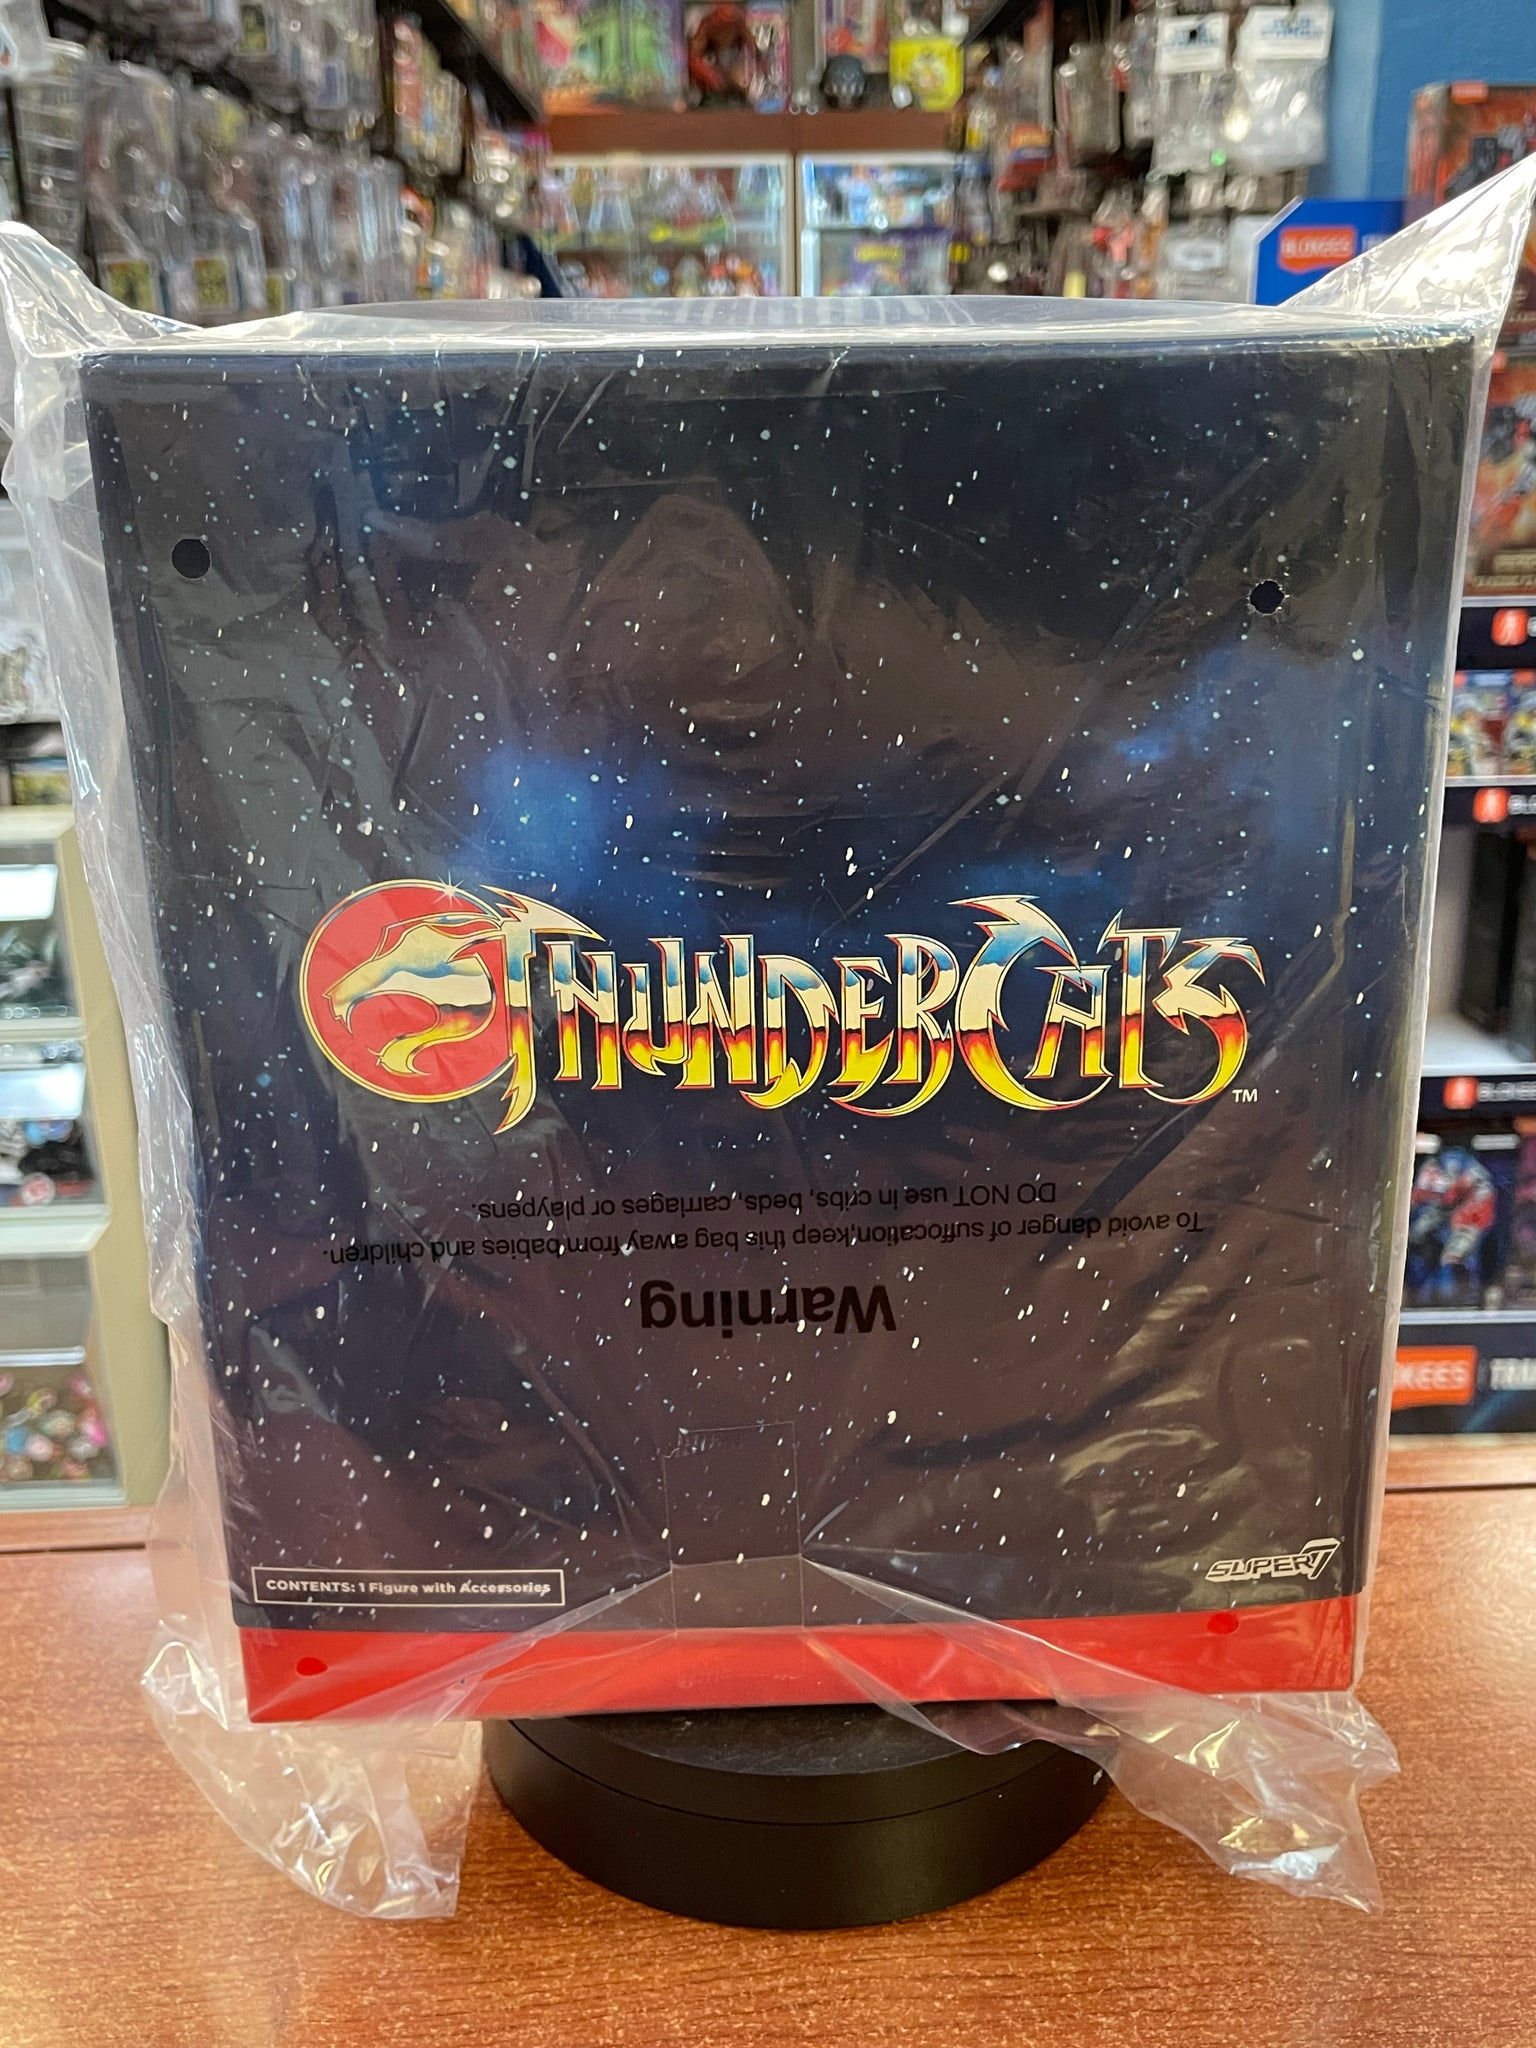 BLOKEES
THUNDERCATS
TM
DO NOT use in cribs, beds, carriages or playpens.
To avoid danger of suffocation,keep this bag away from babies and children.
Warning
CONTENTS: 1 Figure with Accessories
SUPER7